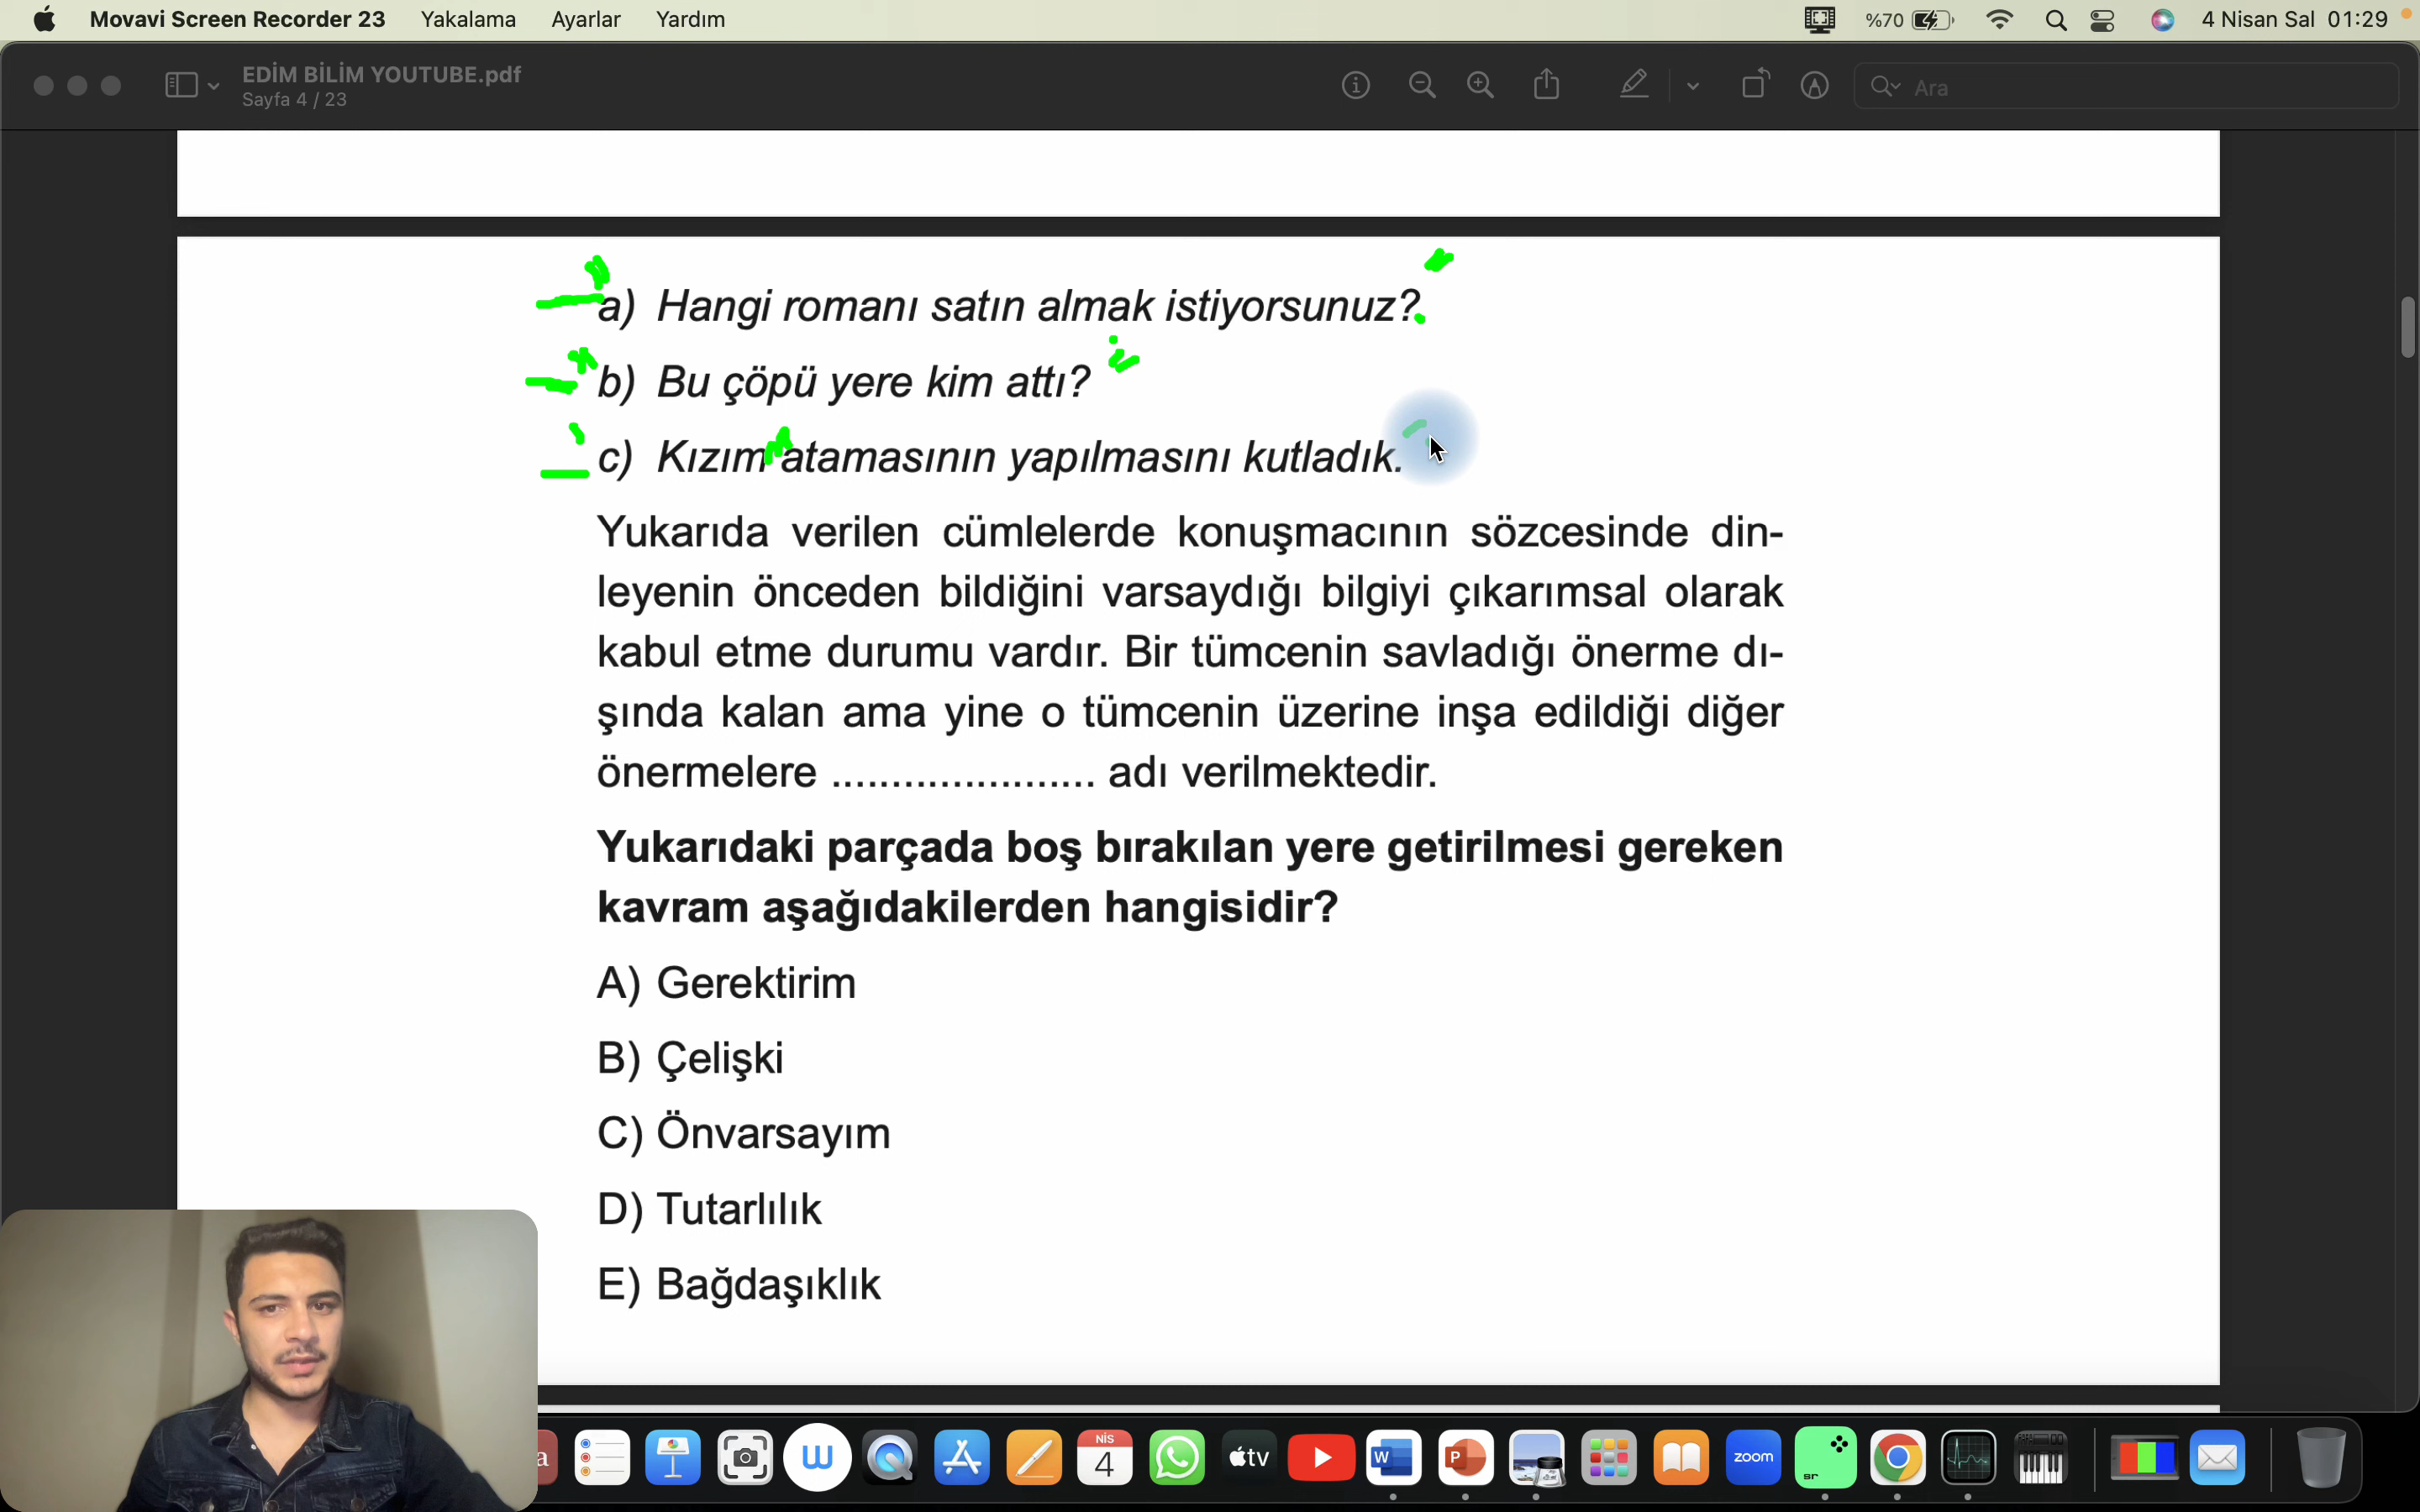 Movavi Screen Recorder 23 Yakalama Ayarlar Yardım %70 4 Nisan Sal 01:29
EDİM BİLİM YOUTUBE.pdf
Sayfa 4 / 23
Ara
a) Hangi romanı satın almak istiyorsunuz?
b) Bu çöpü yere kim attı?
c) Kızım atamasının yapılmasını kutladık.
Yukarıda verilen cümlelerde konuşmacının sözcesinde din-
leyenin önceden bildiğini varsaydığı bilgiyi çıkarımsal olarak
kabul etme durumu vardır. Bir tümcenin savladığı önerme dı-
şında kalan ama yine o tümcenin üzerine inşa edildiği diğer
önermelere ...................... adı verilmektedir.
Yukarıdaki parçada boş bırakılan yere getirilmesi gereken
kavram aşağıdakilerden hangisidir?
A) Gerektirim
B) Çelişki
C) Önvarsayım
D) Tutarlılık
E) Bağdaşıklık
a W NİS 4 tv W P zoom sr